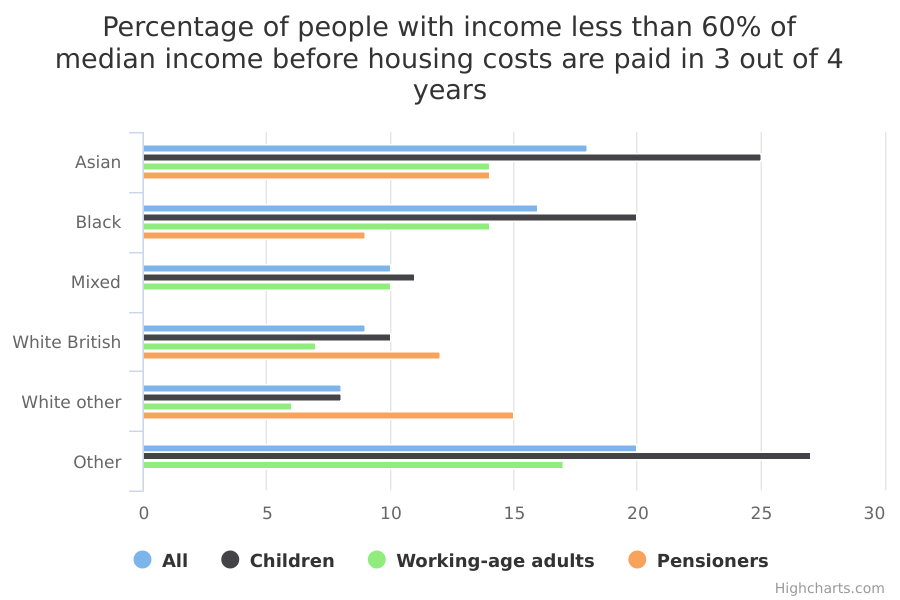 Percentage of people with income less than 60% of
median income before housing costs are paid in 3 out of 4
years
Asian
Black
Mixed
White British
White other
Other
0 5 10 15 20 25 30
All Children Working-age adults Pensioners
Highcharts.com